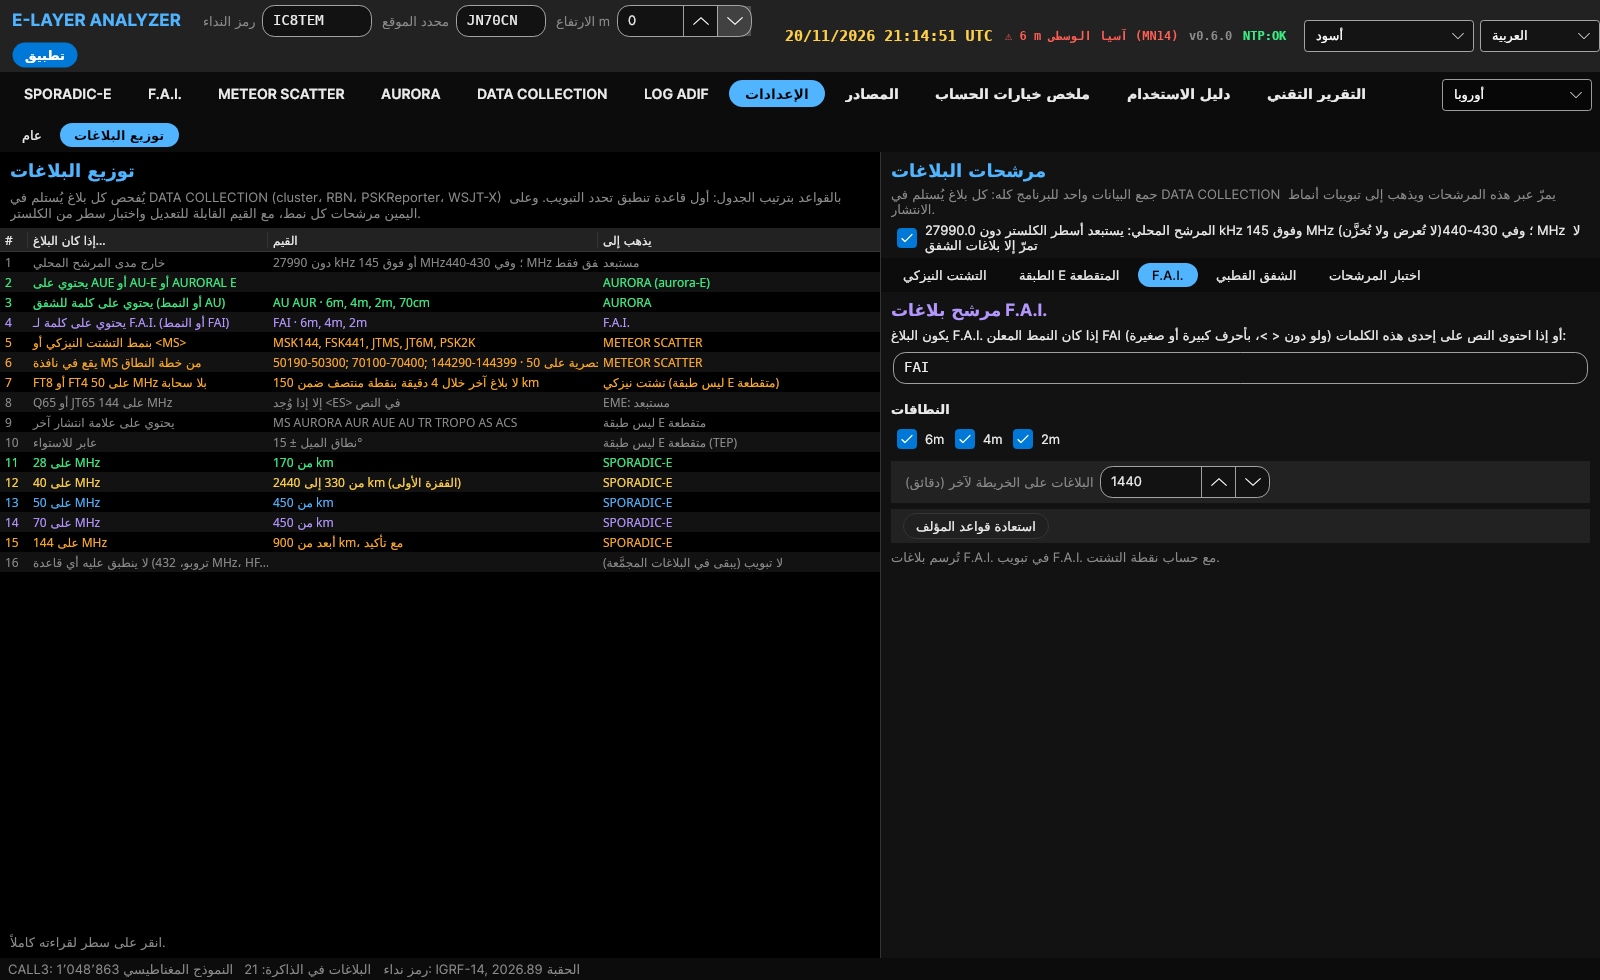 E-LAYER ANALYZER رمز النداء IC8TEM محدد الموقع JN70CN الارتفاع m 0
تطبيق
20/11/2026 21:14:51 UTC ⚠ 6 m آسيا الوسطى (MN14) v0.6.0 NTP:OK أسود العربية
SPORADIC-E F.A.I. METEOR SCATTER AURORA DATA COLLECTION LOG ADIF الإعدادات المصادر ملخص خيارات الحساب دليل الاستخدام التقرير التقني أوروبا
عام توزيع البلاغات
توزيع البلاغات
يُفحص كل بلاغ يُستلم في DATA COLLECTION (cluster، RBN، PSKReporter، WSJT-X) بالقواعد بترتيب الجدول: أول قاعدة تنطبق تحدد التبويب. وعلى
اليمين مرشحات كل نمط، مع القيم القابلة للتعديل واختبار سطر من الكلستر.
# إذا كان البلاغ... القيم يذهب إلى
1 خارج مدى المرشح المحلي دون 27990 kHz أو فوق 145 MHz؛ وفي 430-440 MHz فق فقط مستبعد
2 يحتوي على AUE أو AU-E أو AURORAL E AURORA (aurora-E)
3 يحتوي على كلمة للشفق (أو النمط AU) AU AUR · 6m, 4m, 2m, 70cm AURORA
4 يحتوي على كلمة لـ F.A.I. (أو النمط FAI) FAI · 6m, 4m, 2m F.A.I.
5 بنمط التشتت النيزكي أو <MS> MSK144, FSK441, JTMS, JT6M, PSK2K METEOR SCATTER
6 يقع في نافذة MS من خطة النطاق 50190-50300; 70100-70400; 144290-144399 · حصرية على 50 METEOR SCATTER
7 FT8 أو FT4 على 50 MHz بلا سحابة لا بلاغ آخر خلال 4 دقيقة بنقطة منتصف ضمن 150 km تشتت نيزكي (ليس طبقة E متقطعة)
8 Q65 أو JT65 على 144 MHz إلا إذا وُجد <ES> في النص EME: مستبعد
9 يحتوي على علامة انتشار آخر MS AURORA AUR AUE AU TR TROPO AS ACS ليس طبقة E متقطعة
10 عابر للاستواء نطاق الميل ± 15° ليس طبقة E متقطعة (TEP)
11 على 28 MHz من 170 km SPORADIC-E
12 على 40 MHz من 330 إلى 2440 km (القفزة الأولى) SPORADIC-E
13 على 50 MHz من 450 km SPORADIC-E
14 على 70 MHz من 450 km SPORADIC-E
15 على 144 MHz أبعد من 900 km، مع تأكيد SPORADIC-E
16 لا ينطبق عليه أي قاعدة (تروبو، 432 MHz، HF... لا تبويب (يبقى في البلاغات المجمَّعة)
انقر على سطر لقراءته كاملاً.
مرشحات البلاغات
جمع البيانات واحد للبرنامج كله: كل بلاغ يُستلم في DATA COLLECTION يمرّ عبر هذه المرشحات ويذهب إلى تبويبات أنماط
الانتشار.
المرشح المحلي: يستبعد أسطر الكلستر دون 27990.0 kHz وفوق 145 MHz (لا تُعرض ولا تُخزَّن)؛ وفي 430-440 MHz لا
تمرّ إلا بلاغات الشفق
التشتت النيزكي الطبقة E المتقطعة F.A.I. الشفق القطبي اختبار المرشحات
مرشح بلاغات F.A.I.
يكون البلاغ F.A.I. إذا كان النمط المعلن FAI أو إذا احتوى النص على إحدى هذه الكلمات (ولو دون < >، بأحرف كبيرة أو صغيرة):
FAI
النطاقات
6m 4m 2m
البلاغات على الخريطة لآخر (دقائق) 1440
استعادة قواعد المؤلف
تُرسم بلاغات F.A.I. في تبويب F.A.I. مع حساب نقطة التشتت.
CALL3: 1٬048٬863 رمز نداء البلاغات في الذاكرة: 21 النموذج المغناطيسي: IGRF-14, الحقبة 2026.89